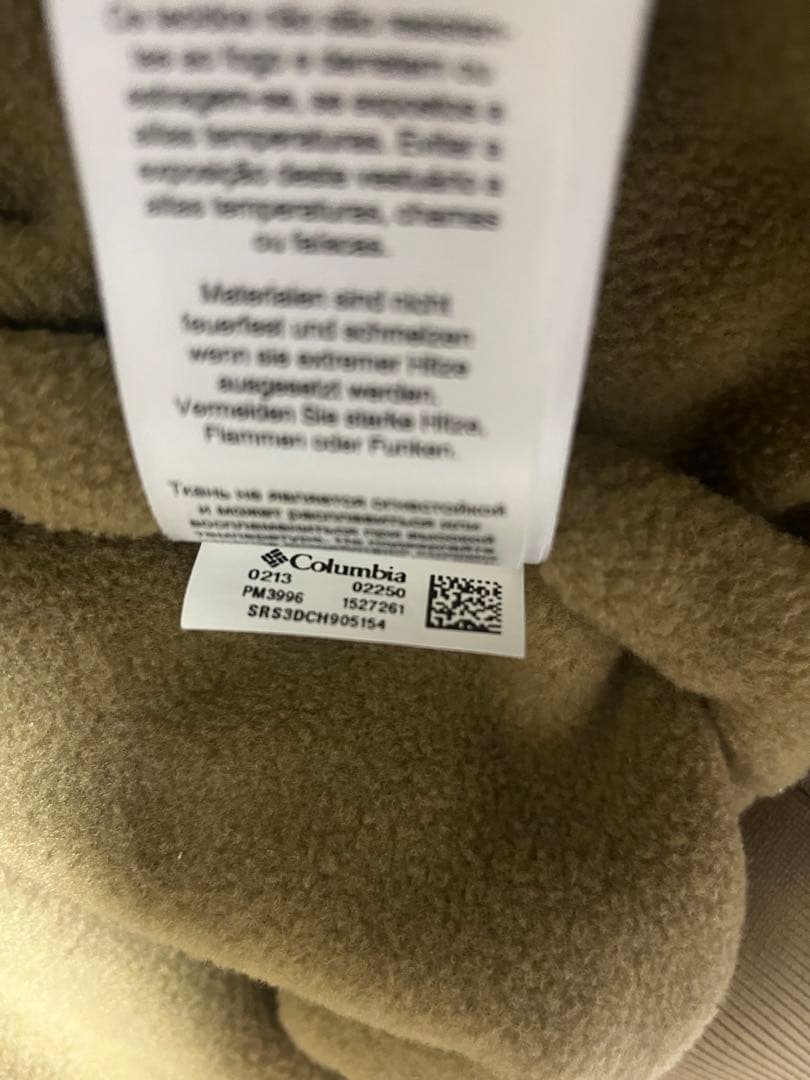 Os tecidos não são resisten-
tes ao fogo e derretem ou
estragam-se, se expostos a
altas temperaturas. Evitar a
exposição deste vestuário a
altas temperaturas, chamas
ou faíscas.
Materialien sind nicht
feuerfest und schmelzen
wenn sie extremer Hitze
ausgesetzt werden.
Vermeiden Sie starke Hitze,
Flammen oder Funken.
Ткань не является огнестойкой
и может расплавиться или
воспламениться при высокой
Columbia
0213 02250
PM3996 1527261
SRS3DCH905154